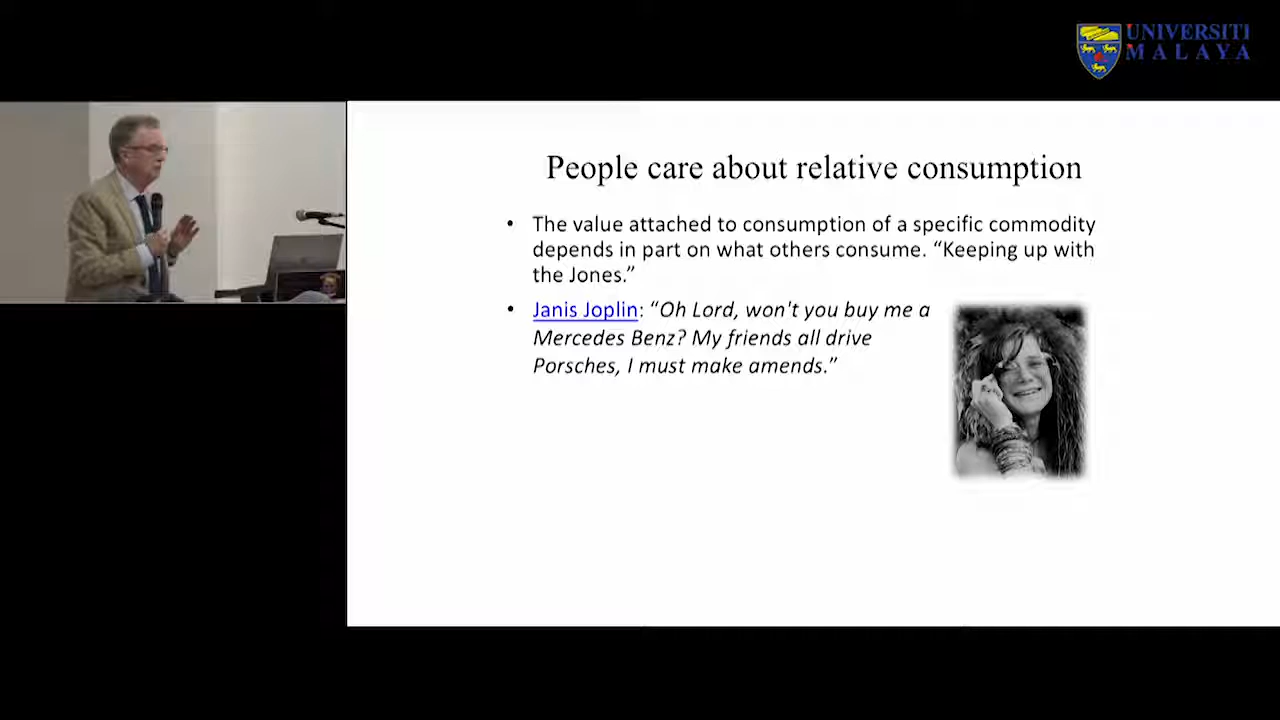 UNIVERSITI
MALAYA
People care about relative consumption
• The value attached to consumption of a specific commodity
depends in part on what others consume. “Keeping up with
the Jones.”
• Janis Joplin: “Oh Lord, won't you buy me a
Mercedes Benz? My friends all drive
Porsches, I must make amends.”